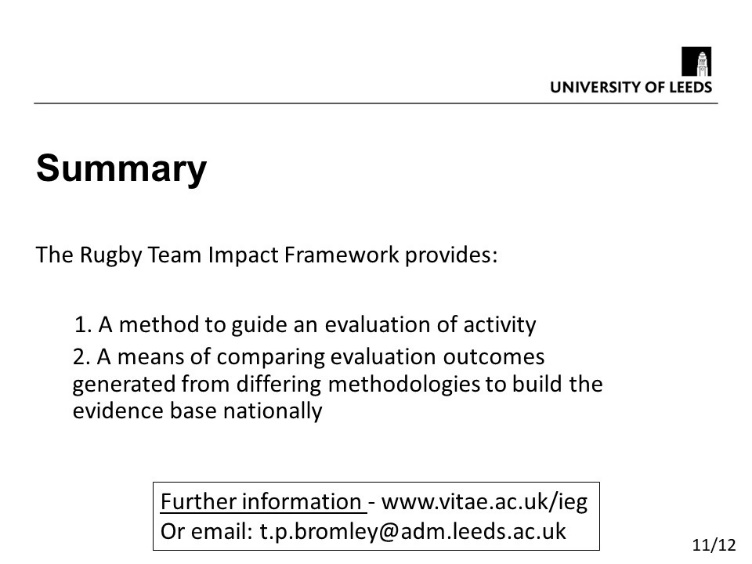 UNIVERSITY OF LEEDS
Summary
The Rugby Team Impact Framework provides:
1. A method to guide an evaluation of activity
2. A means of comparing evaluation outcomes
generated from differing methodologies to build the
evidence base nationally
Further information - www.vitae.ac.uk/ieg
Or email: t.p.bromley@adm.leeds.ac.uk
11/12